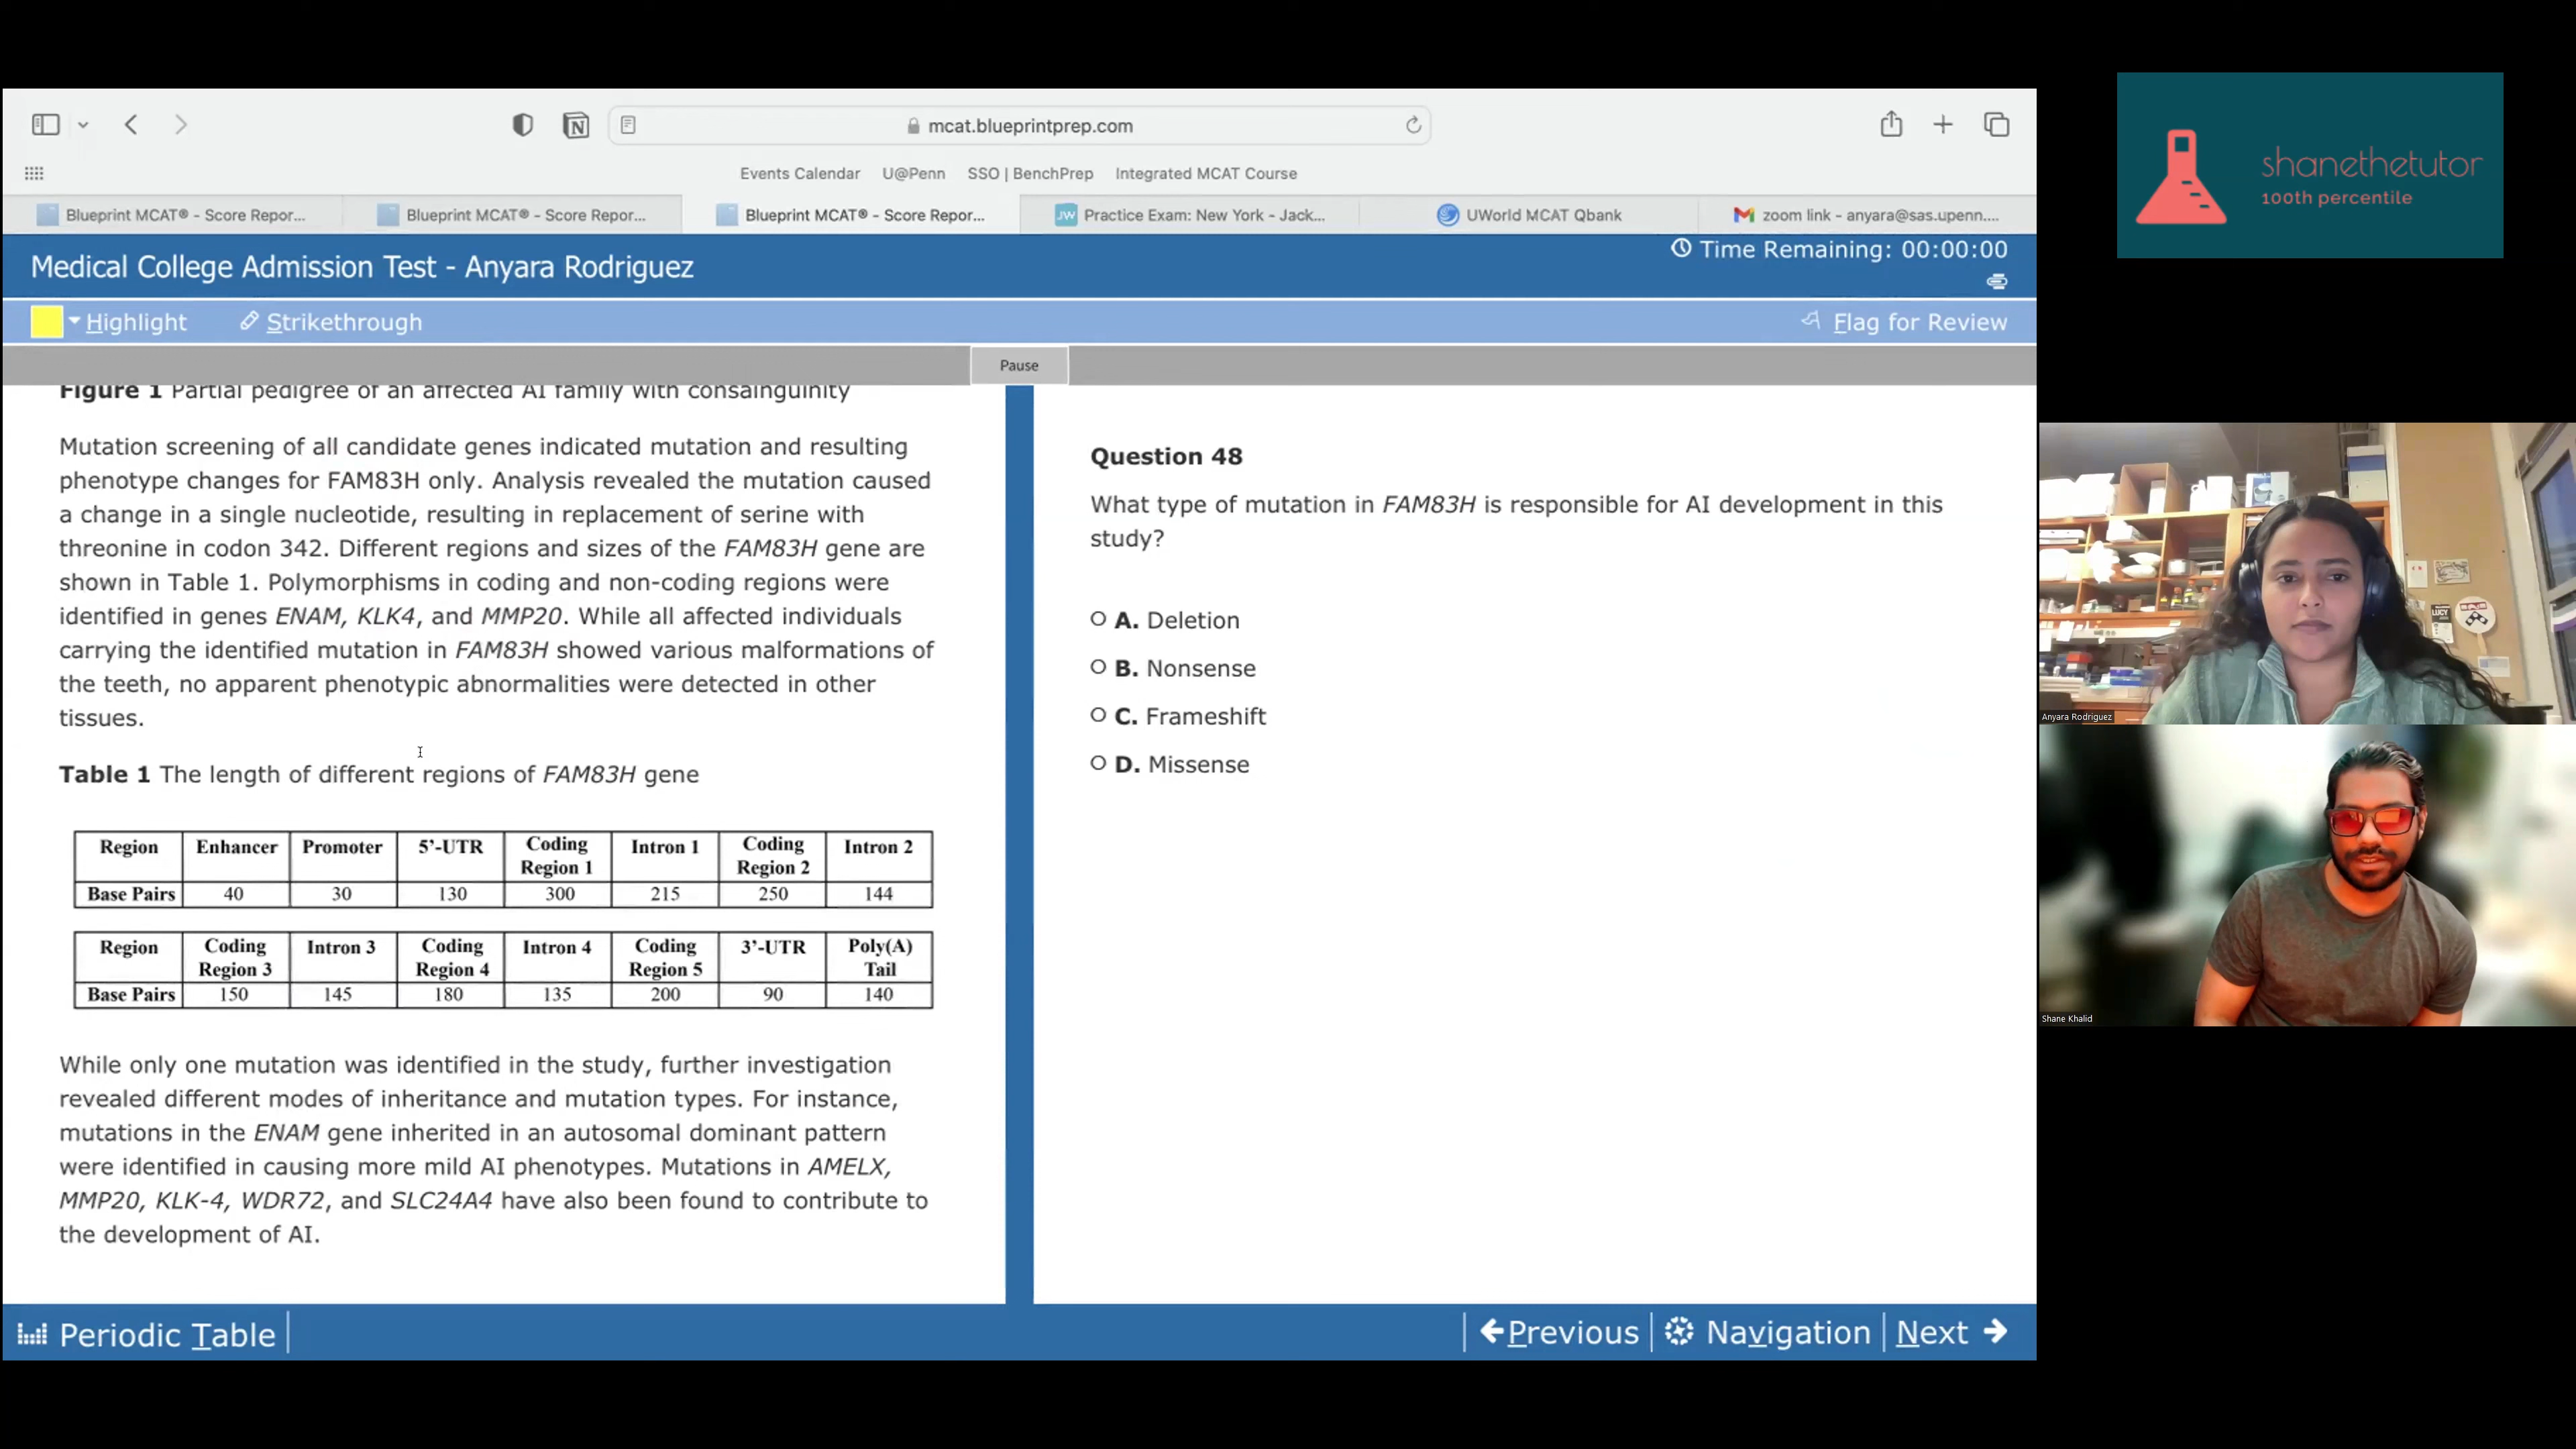 mcat.blueprintprep.com
Events Calendar U@Penn SSO | BenchPrep Integrated MCAT Course
Blueprint MCAT® - Score Repor... Blueprint MCAT® - Score Repor... Blueprint MCAT® - Score Repor... JW Practice Exam: New York - Jack... UWorld MCAT Qbank zoom link - anyara@sas.upenn....
Medical College Admission Test - Anyara Rodriguez
Time Remaining: 00:00:00
Highlight Strikethrough Flag for Review
Pause
Figure 1 Partial pedigree of an affected AI family with consainguinity
Mutation screening of all candidate genes indicated mutation and resulting
phenotype changes for FAM83H only. Analysis revealed the mutation caused
a change in a single nucleotide, resulting in replacement of serine with
threonine in codon 342. Different regions and sizes of the FAM83H gene are
shown in Table 1. Polymorphisms in coding and non-coding regions were
identified in genes ENAM, KLK4, and MMP20. While all affected individuals
carrying the identified mutation in FAM83H showed various malformations of
the teeth, no apparent phenotypic abnormalities were detected in other
tissues.
Table 1 The length of different regions of FAM83H gene
Region Enhancer Promoter 5'-UTR Coding Region 1 Intron 1 Coding Region 2 Intron 2
Base Pairs 40 30 130 300 215 250 144
Region Coding Region 3 Intron 3 Coding Region 4 Intron 4 Coding Region 5 3'-UTR Poly(A) Tail
Base Pairs 150 145 180 135 200 90 140
While only one mutation was identified in the study, further investigation
revealed different modes of inheritance and mutation types. For instance,
mutations in the ENAM gene inherited in an autosomal dominant pattern
were identified in causing more mild AI phenotypes. Mutations in AMELX,
MMP20, KLK-4, WDR72, and SLC24A4 have also been found to contribute to
the development of AI.
Question 48
What type of mutation in FAM83H is responsible for AI development in this
study?
A. Deletion
B. Nonsense
C. Frameshift
D. Missense
Periodic Table
Previous Navigation Next
shanethetutor
100th percentile
LUCY
Anyara Rodriguez
Shane Khalid